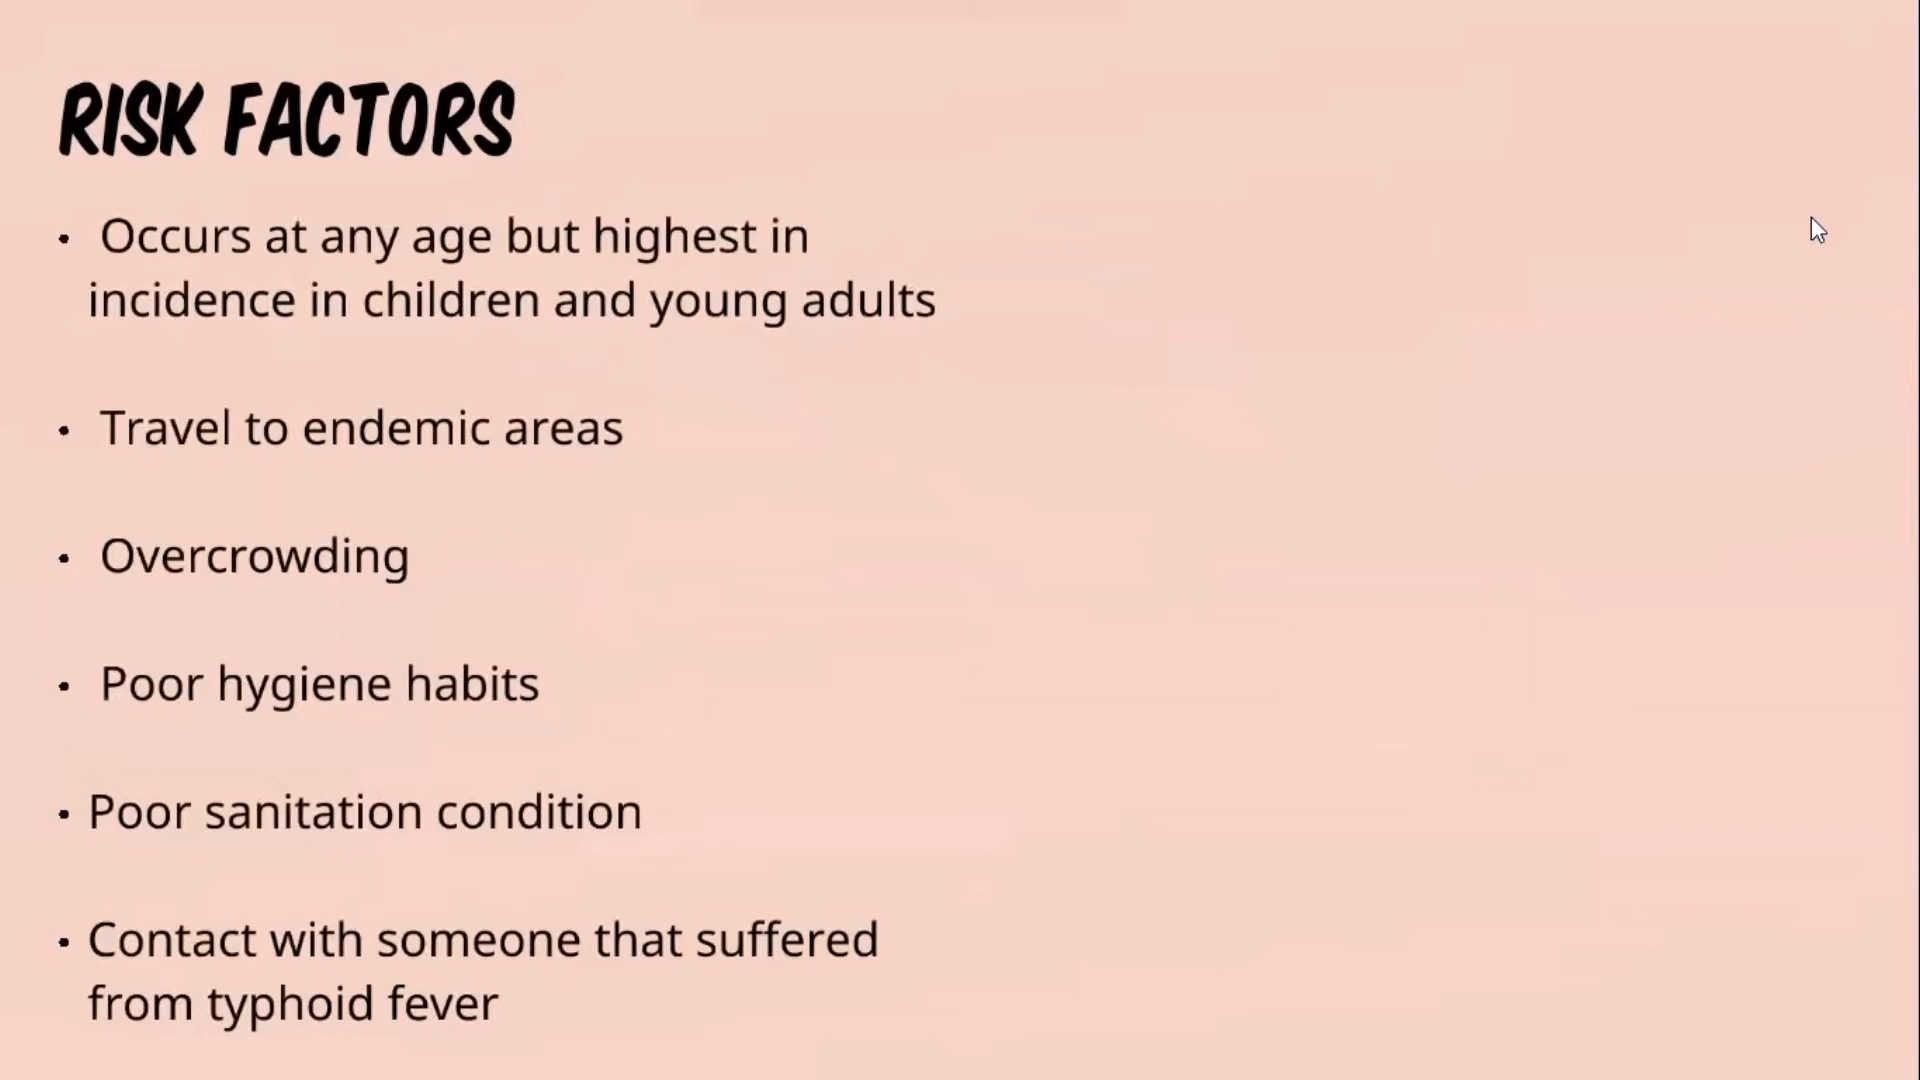 RISK FACTORS
• Occurs at any age but highest in
incidence in children and young adults
• Travel to endemic areas
• Overcrowding
• Poor hygiene habits
• Poor sanitation condition
• Contact with someone that suffered
from typhoid fever